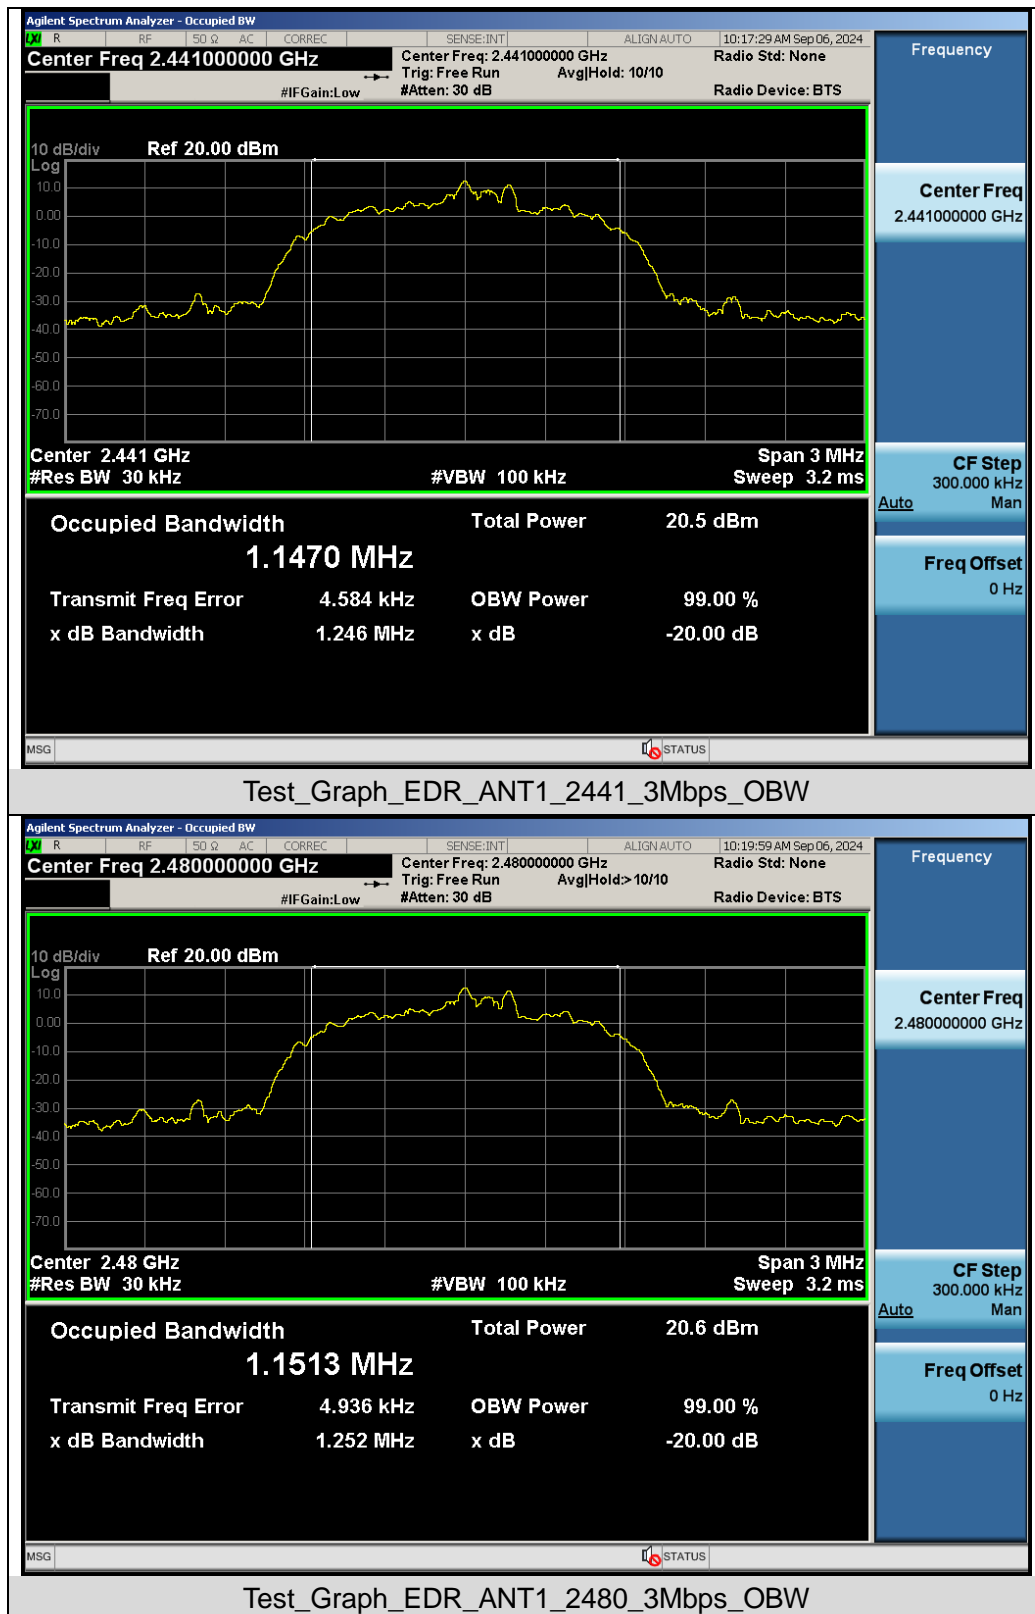 Agilent Spectrum Analyzer - Occupied BW
LXI R RF 50 Ω AC CORREC SENSE:INT ALIGN AUTO 10:17:29 AM Sep 06, 2024
Center Freq 2.441000000 GHz
Center Freq: 2.441000000 GHz
Radio Std: None
Trig: Free Run Avg|Hold: 10/10
#IFGain:Low #Atten: 30 dB Radio Device: BTS
Frequency
10 dB/div Ref 20.00 dBm
Log
10.0
0.00
-10.0
-20.0
-30.0
-40.0
-50.0
-60.0
-70.0
Center 2.441 GHz Span 3 MHz
#Res BW 30 kHz #VBW 100 kHz Sweep 3.2 ms
Center Freq
2.441000000 GHz
CF Step
300.000 kHz
Auto Man
Freq Offset
0 Hz
Occupied Bandwidth Total Power 20.5 dBm
1.1470 MHz
Transmit Freq Error 4.584 kHz OBW Power 99.00 %
x dB Bandwidth 1.246 MHz x dB -20.00 dB
MSG STATUS
Test_Graph_EDR_ANT1_2441_3Mbps_OBW
Agilent Spectrum Analyzer - Occupied BW
LXI R RF 50 Ω AC CORREC SENSE:INT ALIGN AUTO 10:19:59 AM Sep 06, 2024
Center Freq 2.480000000 GHz
Center Freq: 2.480000000 GHz
Radio Std: None
Trig: Free Run Avg|Hold:>10/10
#IFGain:Low #Atten: 30 dB Radio Device: BTS
Frequency
10 dB/div Ref 20.00 dBm
Log
10.0
0.00
-10.0
-20.0
-30.0
-40.0
-50.0
-60.0
-70.0
Center 2.48 GHz Span 3 MHz
#Res BW 30 kHz #VBW 100 kHz Sweep 3.2 ms
Center Freq
2.480000000 GHz
CF Step
300.000 kHz
Auto Man
Freq Offset
0 Hz
Occupied Bandwidth Total Power 20.6 dBm
1.1513 MHz
Transmit Freq Error 4.936 kHz OBW Power 99.00 %
x dB Bandwidth 1.252 MHz x dB -20.00 dB
MSG STATUS
Test_Graph_EDR_ANT1_2480_3Mbps_OBW